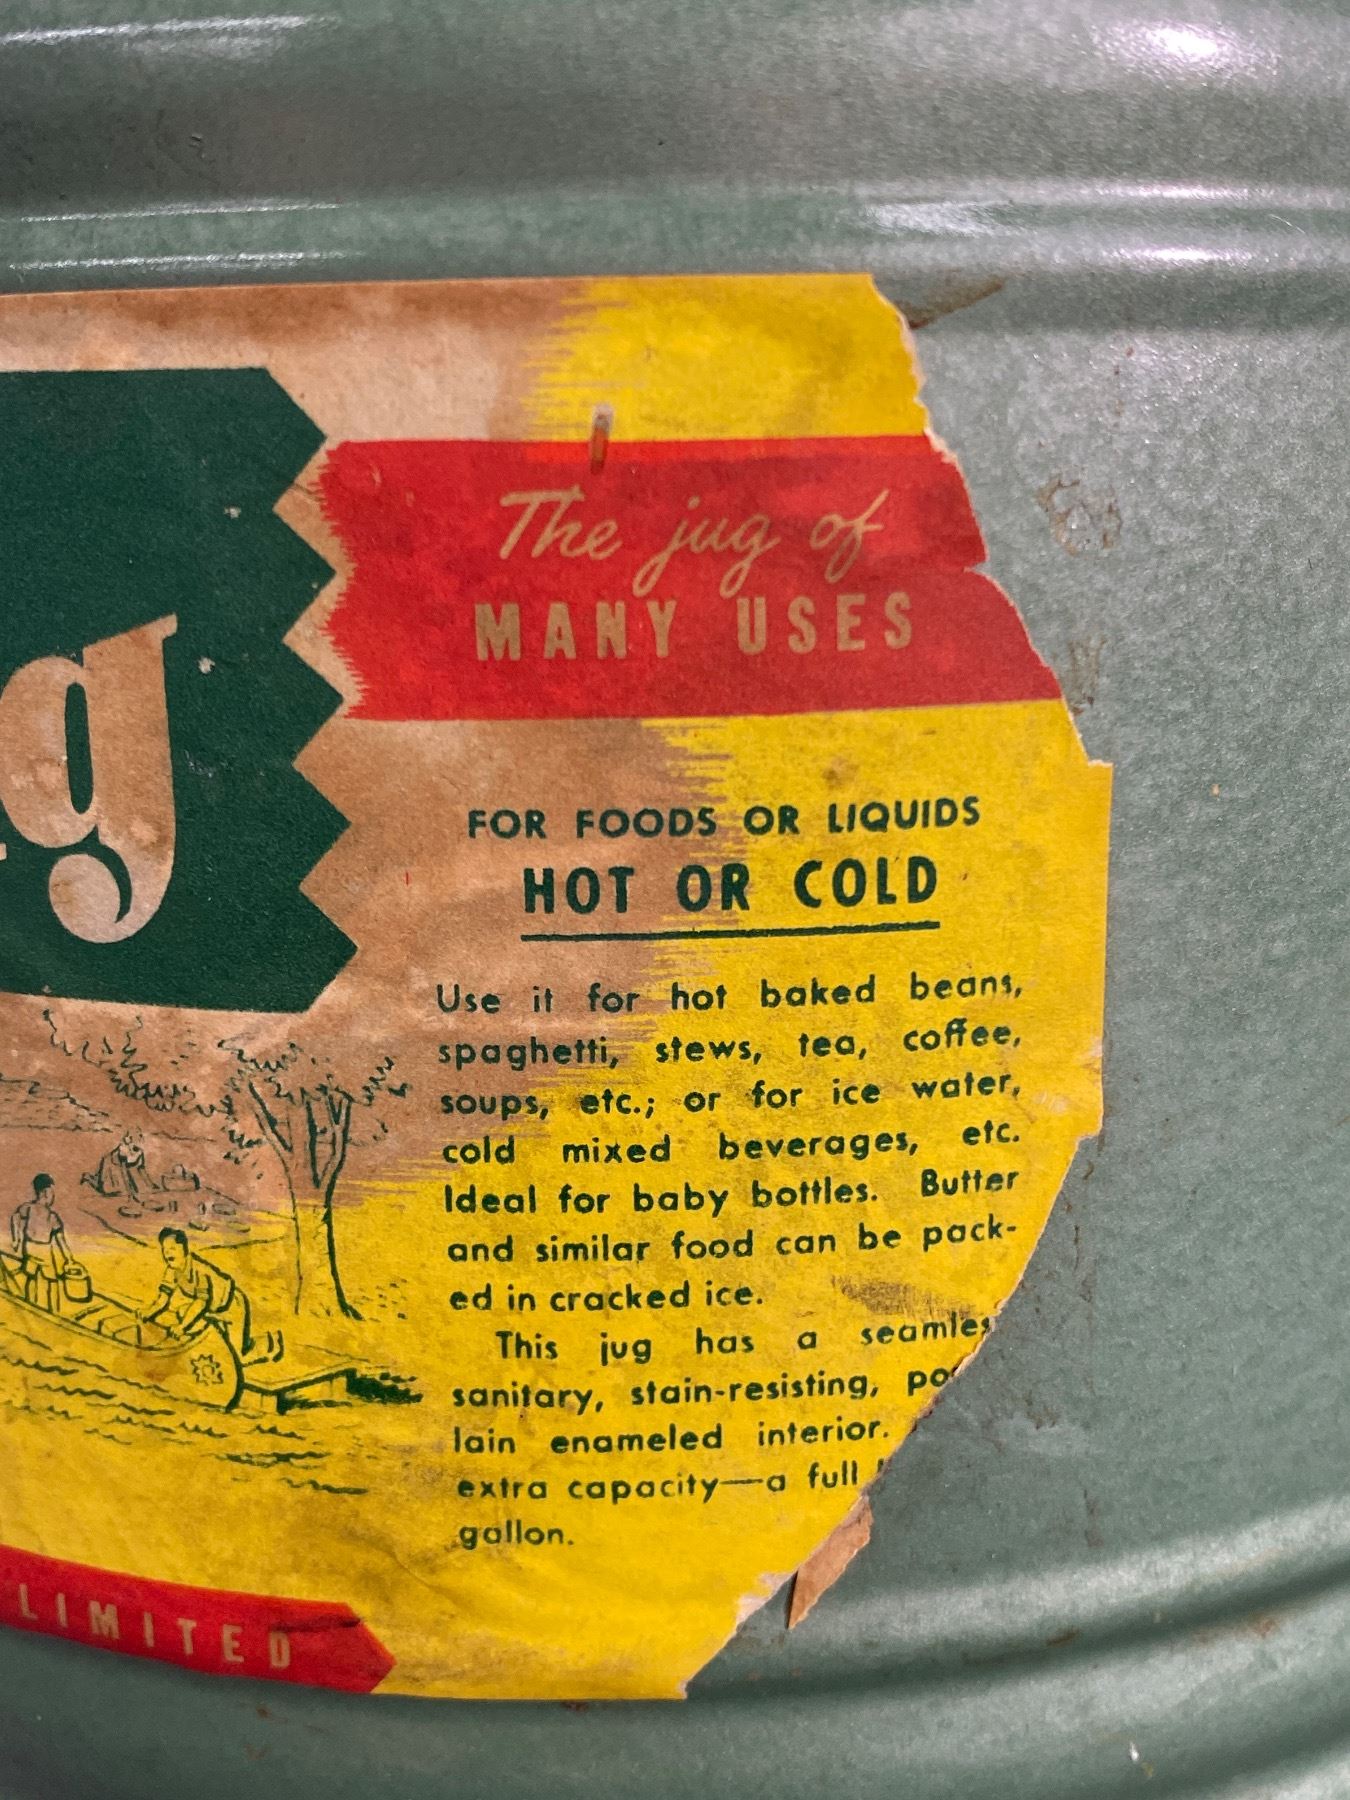 The jug of
MANY USES
g
FOR FOODS OR LIQUIDS
HOT OR COLD
Use it for hot baked beans,
spaghetti, stews, tea, coffee,
soups, etc.; or for ice water,
cold mixed beverages, etc.
Ideal for baby bottles. Butter
and similar food can be pack-
ed in cracked ice.
This jug has a seamles
sanitary, stain-resisting, po
lain enameled interior.
extra capacity—a full
gallon.
LIMITED